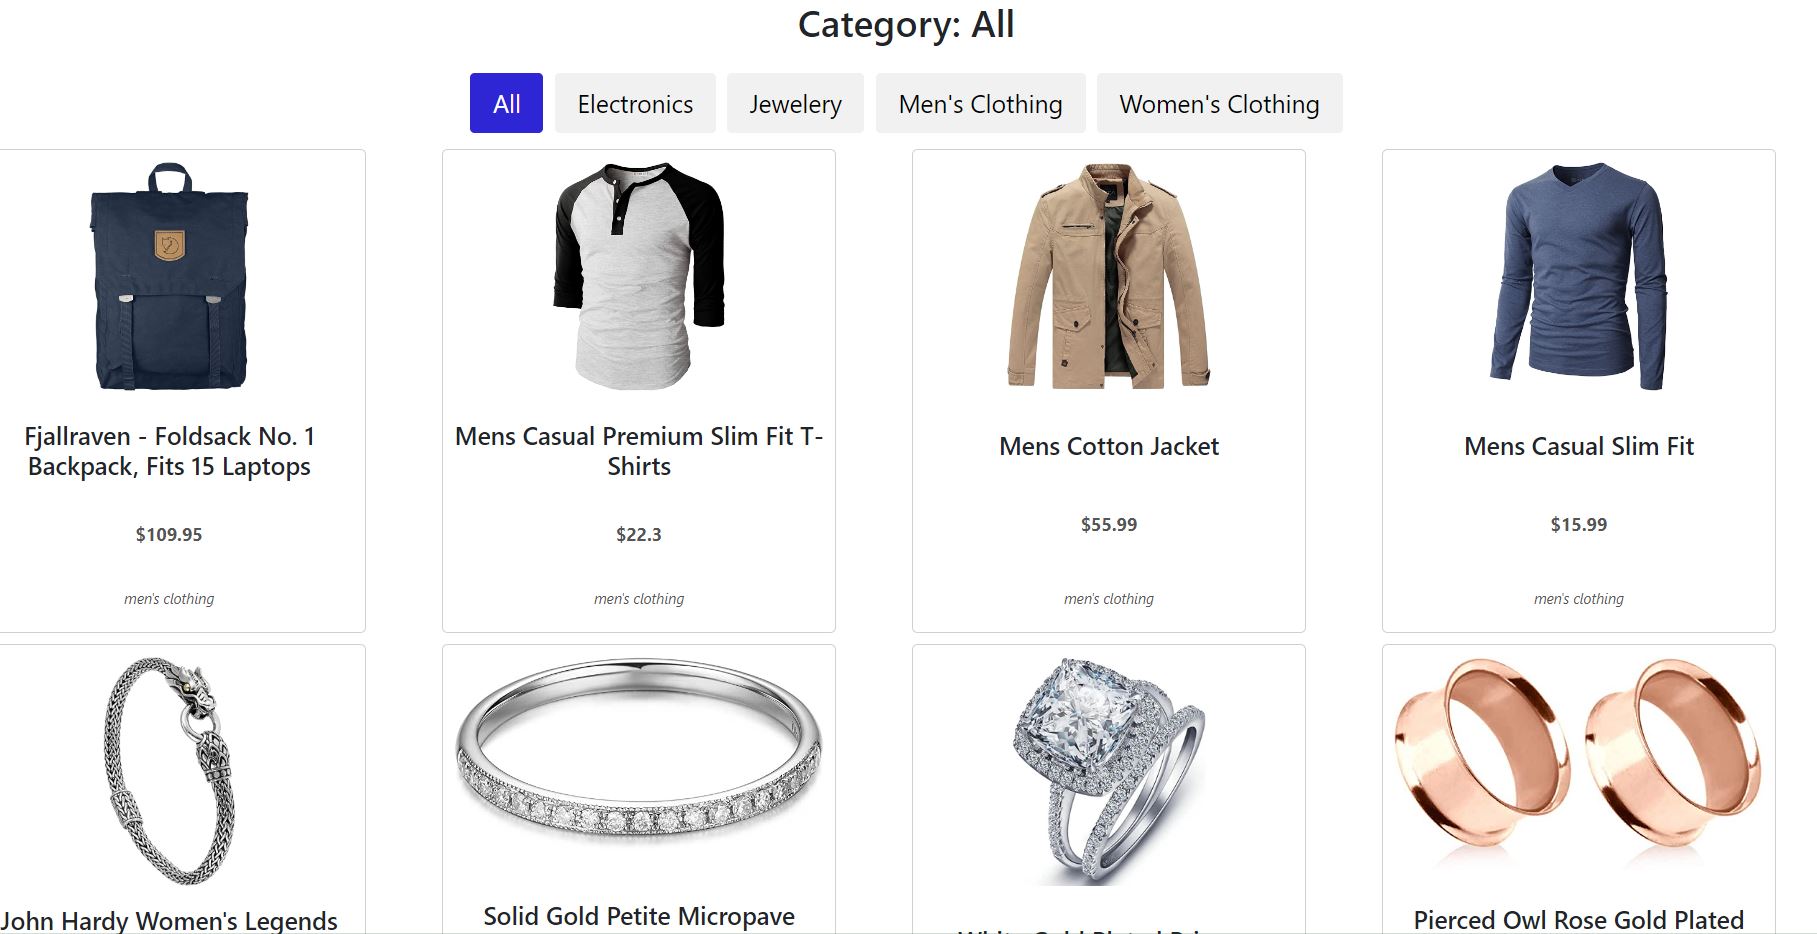 Category: All
All
Electronics
Jewelery
Men's Clothing
Women's Clothing
Fjallraven - Foldsack No. 1
Backpack, Fits 15 Laptops
$109.95
men's clothing
Mens Casual Premium Slim Fit T-
Shirts
$22.3
men's clothing
Mens Cotton Jacket
$55.99
men's clothing
Mens Casual Slim Fit
$15.99
men's clothing
John Hardy Women's Legends
Solid Gold Petite Micropave
White Gold Plated
Pierced Owl Rose Gold Plated